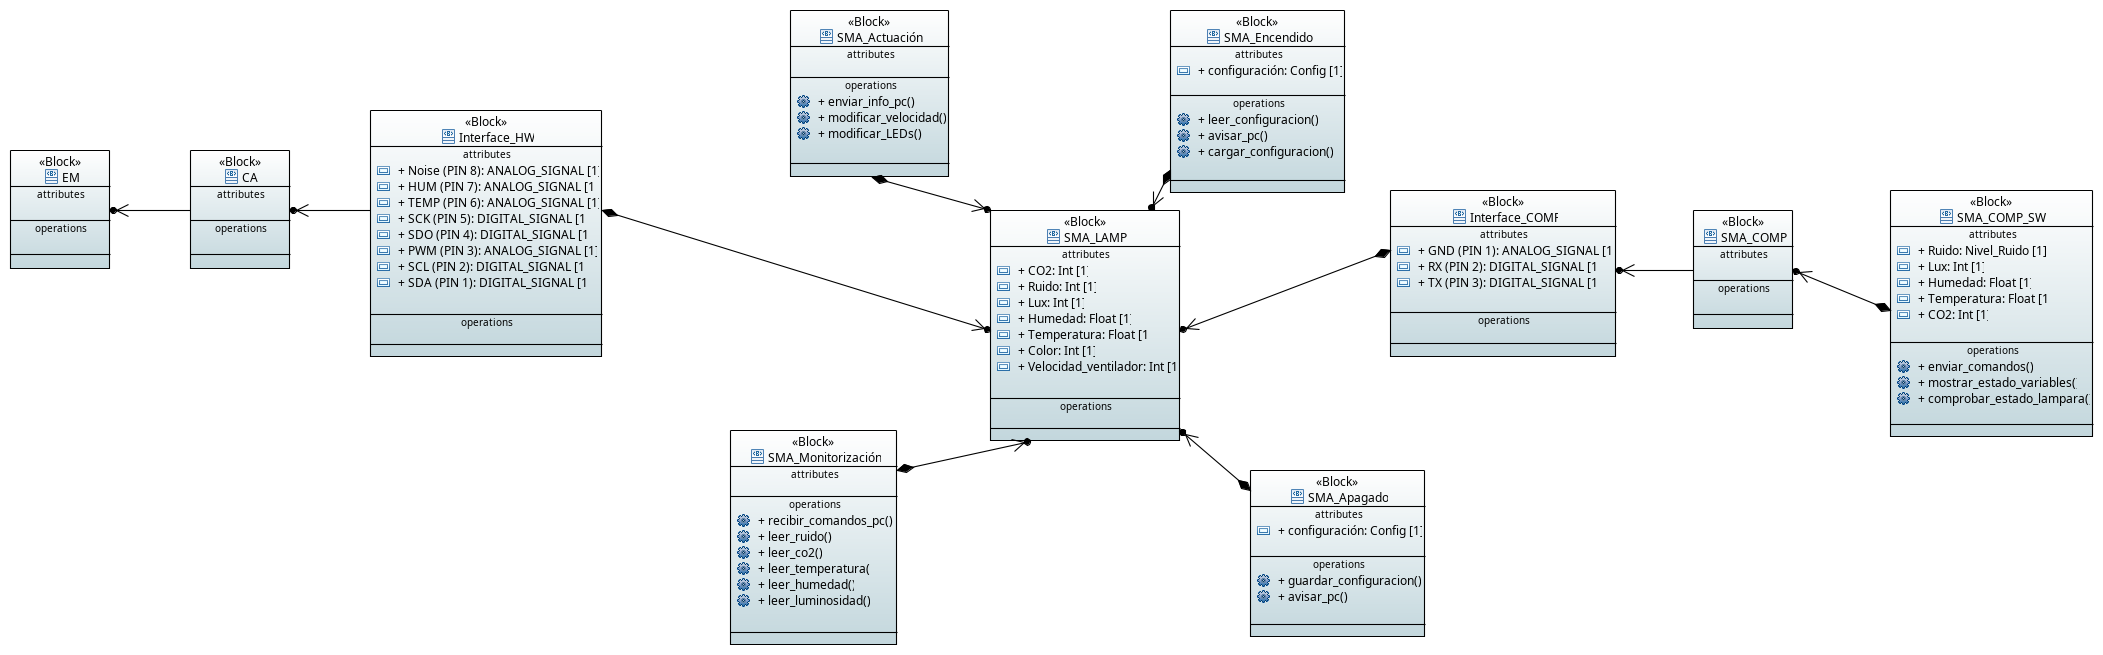 «Block»
EM
attributes
operations
«Block»
CA
attributes
operations
«Block»
Interface_HW
attributes
+ Noise (PIN 8): ANALOG_SIGNAL [1]
+ HUM (PIN 7): ANALOG_SIGNAL [1
+ TEMP (PIN 6): ANALOG_SIGNAL [1]
+ SCK (PIN 5): DIGITAL_SIGNAL [1
+ SDO (PIN 4): DIGITAL_SIGNAL [1
+ PWM (PIN 3): ANALOG_SIGNAL [1]
+ SCL (PIN 2): DIGITAL_SIGNAL [1
+ SDA (PIN 1): DIGITAL_SIGNAL [1
operations
«Block»
SMA_Actuación
attributes
operations
+ enviar_info_pc()
+ modificar_velocidad()
+ modificar_LEDs()
«Block»
SMA_Encendido
attributes
+ configuración: Config [1]
operations
+ leer_configuracion()
+ avisar_pc()
+ cargar_configuracion()
«Block»
SMA_LAMP
attributes
+ CO2: Int [1]
+ Ruido: Int [1]
+ Lux: Int [1]
+ Humedad: Float [1]
+ Temperatura: Float [1
+ Color: Int [1]
+ Velocidad_ventilador: Int [1
operations
«Block»
Interface_COMP
attributes
+ GND (PIN 1): ANALOG_SIGNAL [1
+ RX (PIN 2): DIGITAL_SIGNAL [1
+ TX (PIN 3): DIGITAL_SIGNAL [1
operations
«Block»
SMA_COMP
attributes
operations
«Block»
SMA_COMP_SW
attributes
+ Ruido: Nivel_Ruido [1]
+ Lux: Int [1]
+ Humedad: Float [1]
+ Temperatura: Float [1
+ CO2: Int [1]
operations
+ enviar_comandos()
+ mostrar_estado_variables(
+ comprobar_estado_lampara(
«Block»
SMA_Monitorización
attributes
operations
+ recibir_comandos_pc()
+ leer_ruido()
+ leer_co2()
+ leer_temperatura(
+ leer_humedad()
+ leer_luminosidad()
«Block»
SMA_Apagado
attributes
+ configuración: Config [1]
operations
+ guardar_configuracion()
+ avisar_pc()